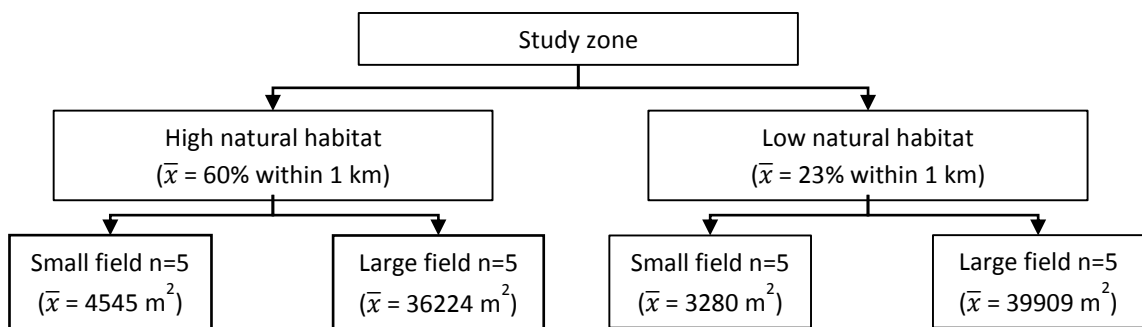 Study zone
High natural habitat
(x̅ = 60% within 1 km)
Low natural habitat
(x̅ = 23% within 1 km)
Small field n=5
(x̅ = 4545 m²)
Large field n=5
(x̅ = 36224 m²)
Small field n=5
(x̅ = 3280 m²)
Large field n=5
(x̅ = 39909 m²)